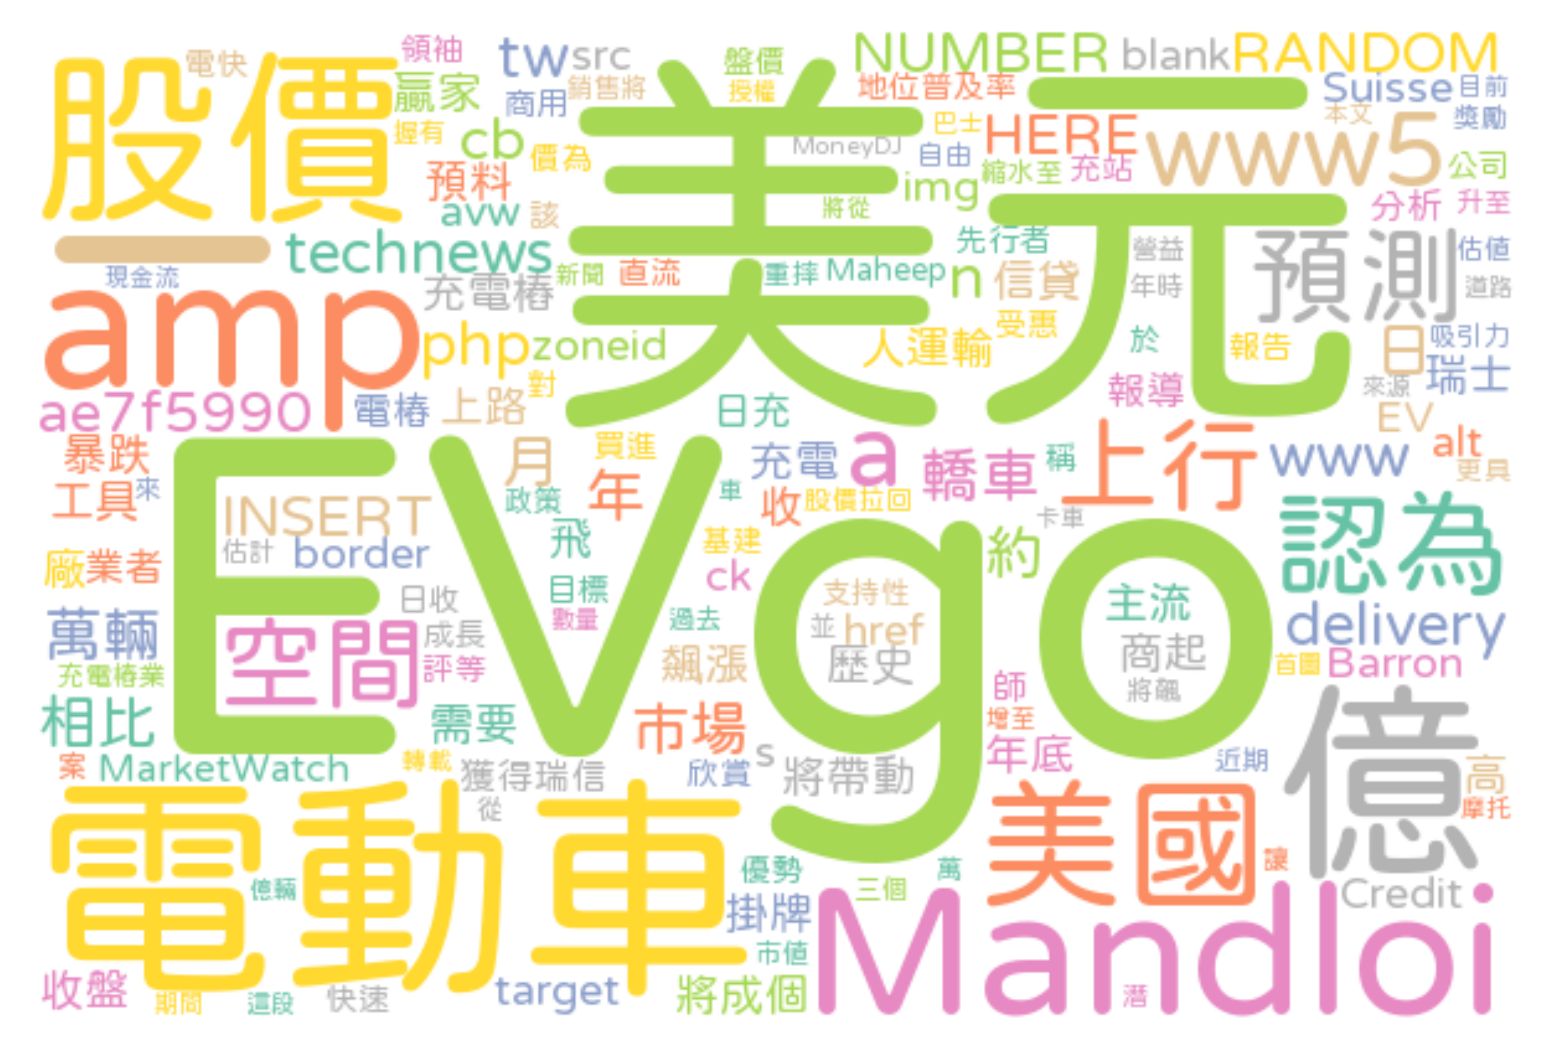 電快 領袖 tw src 盤價 NUMBER blank RANDOM
股價 贏家 商用 銷售將 授權 美元 地位普及率 一 Suisse 目前
握有 cb 價為 MoneyDJ 巴士 HERE www5 本文 獎勵
預料 自由 縮水至 充站 公司
avw 該 將從 img 分析 升至
一 technews 先行者 營益 預測 估值
現金流 充電樁 新聞 直流 重摔 Maheep n 信貸 年時 道路
amp php zoneid 人運輸 受惠 於 報告 日 吸引力
ae7f5990 電樁 上路 對 日充 報導 來源 瑞士
EV
暴跌 月 買進 充電 a 轎車 稱 上行 www alt
工具 來 政策 年 車 收 股價拉回 更具
INSERT 卡車
EVgo
廠 業者 估計 border 飛 基建 約 認為
日收 目標 ck 支持性 主流
萬輛 空間 成長 數量 過去 並 href 商起 delivery
充電樁業 評等 飆漲 歷史 將飆 首圖 Barron
相比 需要 市場 師 增至 億
案 MarketWatch 轉載 獲得瑞信 欣賞 s 將帶動 年底 近期 高
從 摩托
電動車 億輛 優勢 三個 萬 美國 讓 Credit
掛牌 Mandloi
市值
收盤 期間 這段 快速 target 將成個 潛